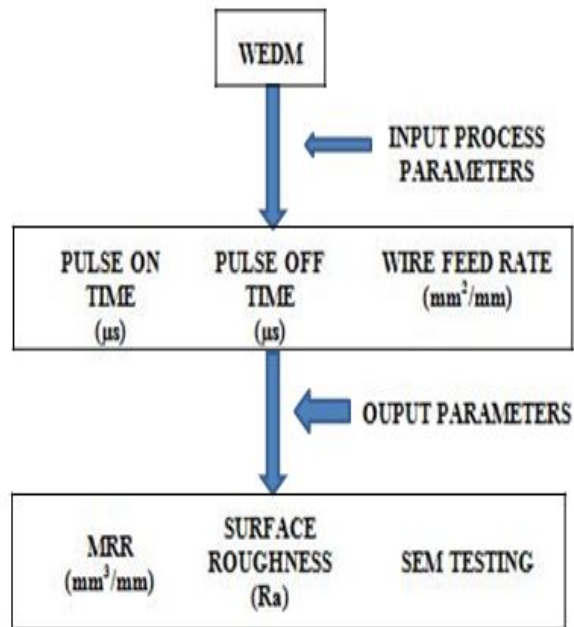 WEDM
INPUT PROCESS
PARAMETERS
PULSE ON
TIME
(µs)
PULSE OFF
TIME
(µs)
WIRE FEED RATE
(mm²/mm)
OUPUT PARAMETERS
MRR
(mm³/mm)
SURFACE
ROUGHNESS
(Ra)
SEM TESTING